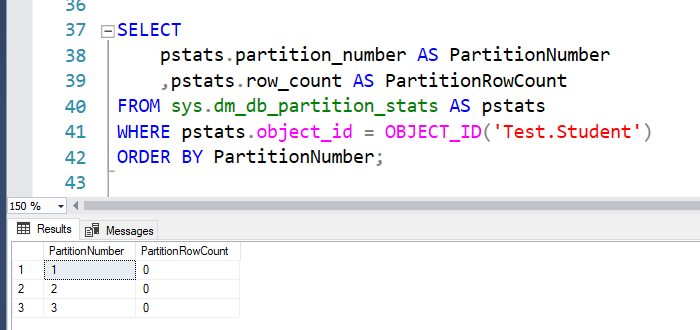 36
37 SELECT
38 pstats.partition_number AS PartitionNumber
39 ,pstats.row_count AS PartitionRowCount
40 FROM sys.dm_db_partition_stats AS pstats
41 WHERE pstats.object_id = OBJECT_ID('Test.Student')
42 ORDER BY PartitionNumber;
43
150 %
Results Messages
PartitionNumber PartitionRowCount
1 1 0
2 2 0
3 3 0